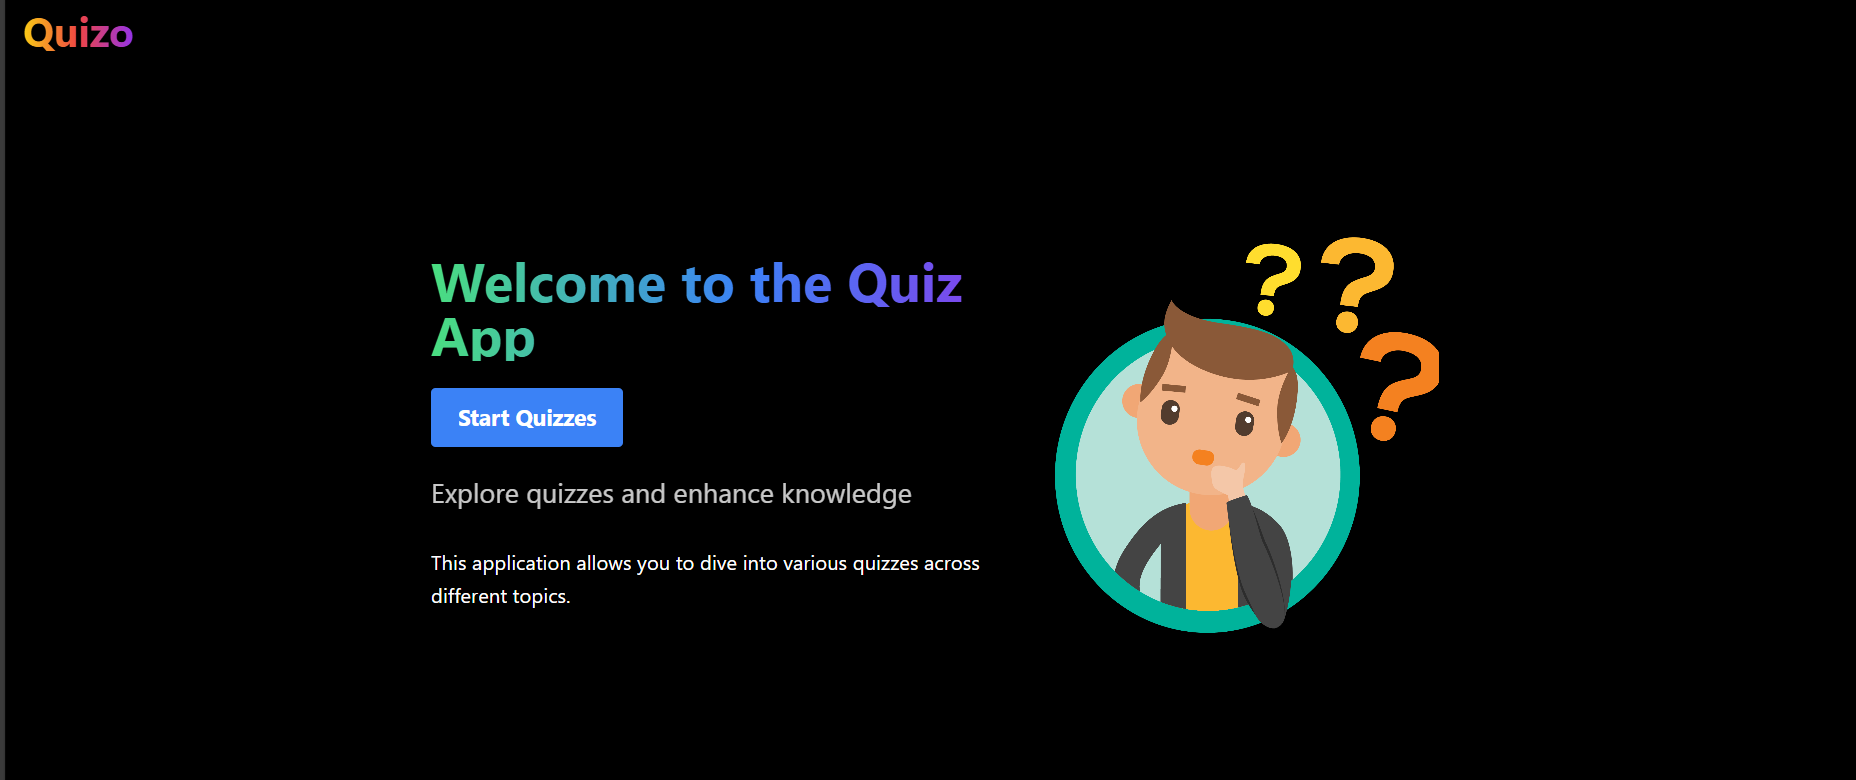 Quizo
Welcome to the Quiz
App
Start Quizzes
Explore quizzes and enhance knowledge
This application allows you to dive into various quizzes across
different topics.
? ? ?